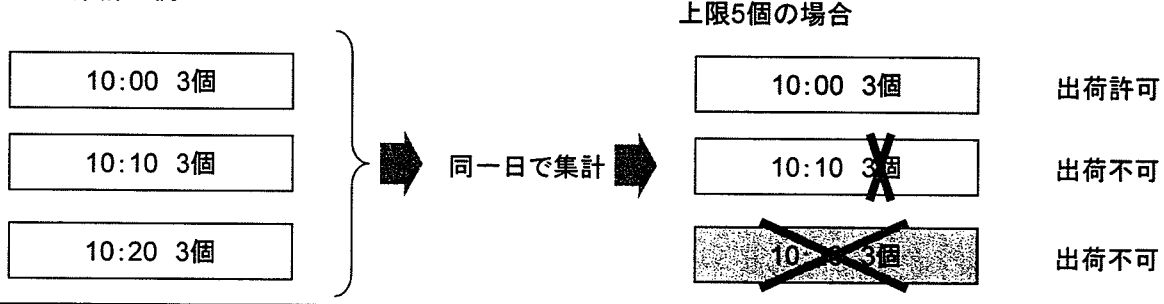 上限5個の場合
10:00 3個
10:10 3個
10:20 3個
同一日で集計
10:00 3個
出荷許可
10:10 3個
出荷不可
3個
出荷不可